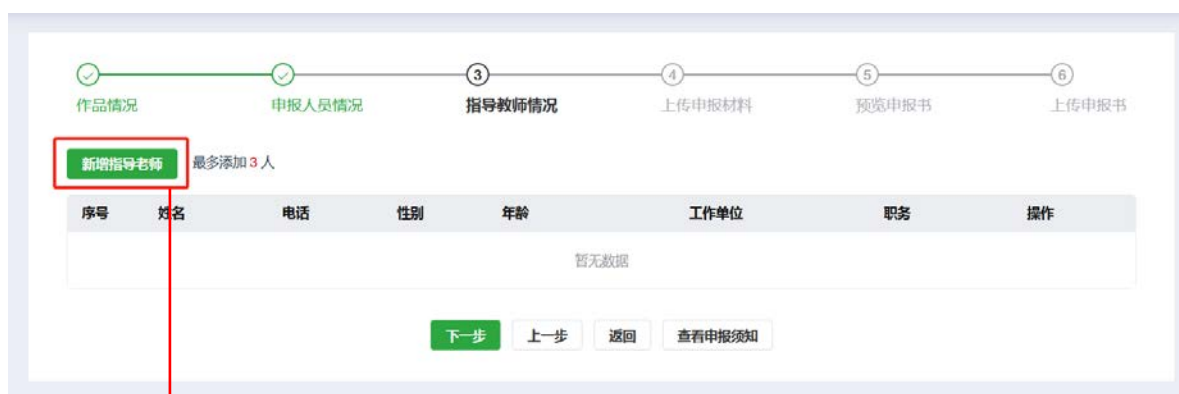 3 4 5 6
作品情况 申报人员情况 指导教师情况 上传申报材料 预览申报书 上传申报书
新增指导老师 最多添加 3 人
序号 姓名 电话 性别 年龄 工作单位 职务 操作
暂无数据
下一步 上一步 返回 查看申报须知